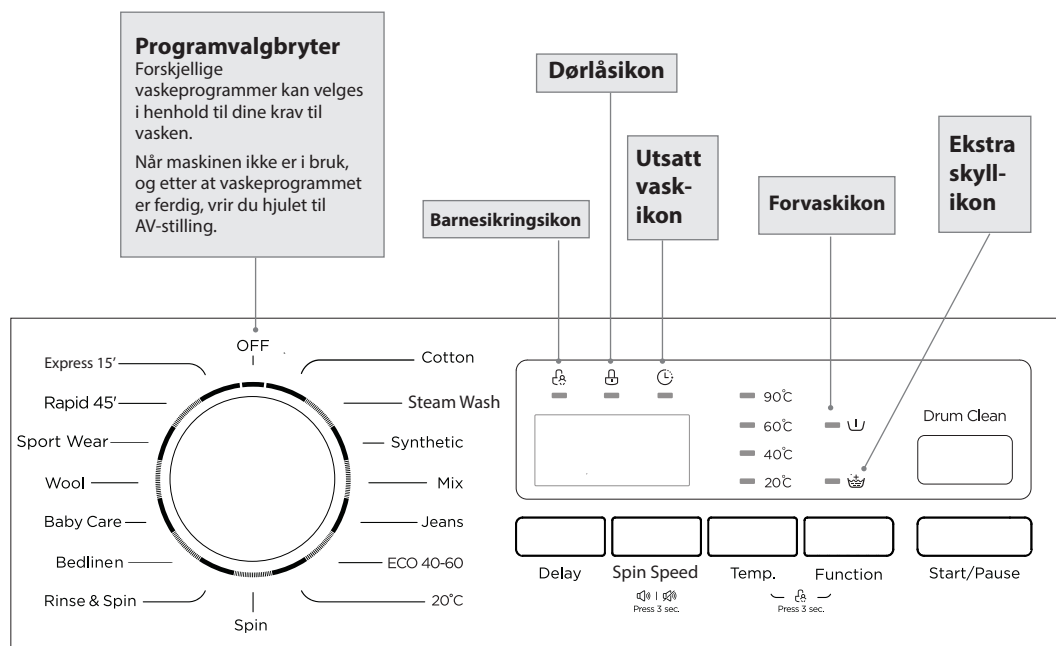 Programvalgbryter
Forskjellige
vaskeprogrammer kan velges
i henhold til dine krav til
vasken.
Når maskinen ikke er i bruk,
og etter at vaskeprogrammet
er ferdig, vrir du hjulet til
AV-stilling.
Dørlåsikon
Barnesikringsikon
Utsatt
vask-
ikon
Forvaskikon
Ekstra
skyll-
ikon
OFF
Express 15'
Rapid 45'
Sport Wear
Wool
Baby Care
Bedlinen
Rinse & Spin
Spin
Cotton
Steam Wash
Synthetic
Mix
Jeans
ECO 40-60
20°C
90°C
60°C
40°C
20°C
Drum Clean
Delay
Spin Speed
Press 3 sec.
Temp.
Function
Press 3 sec.
Start/Pause